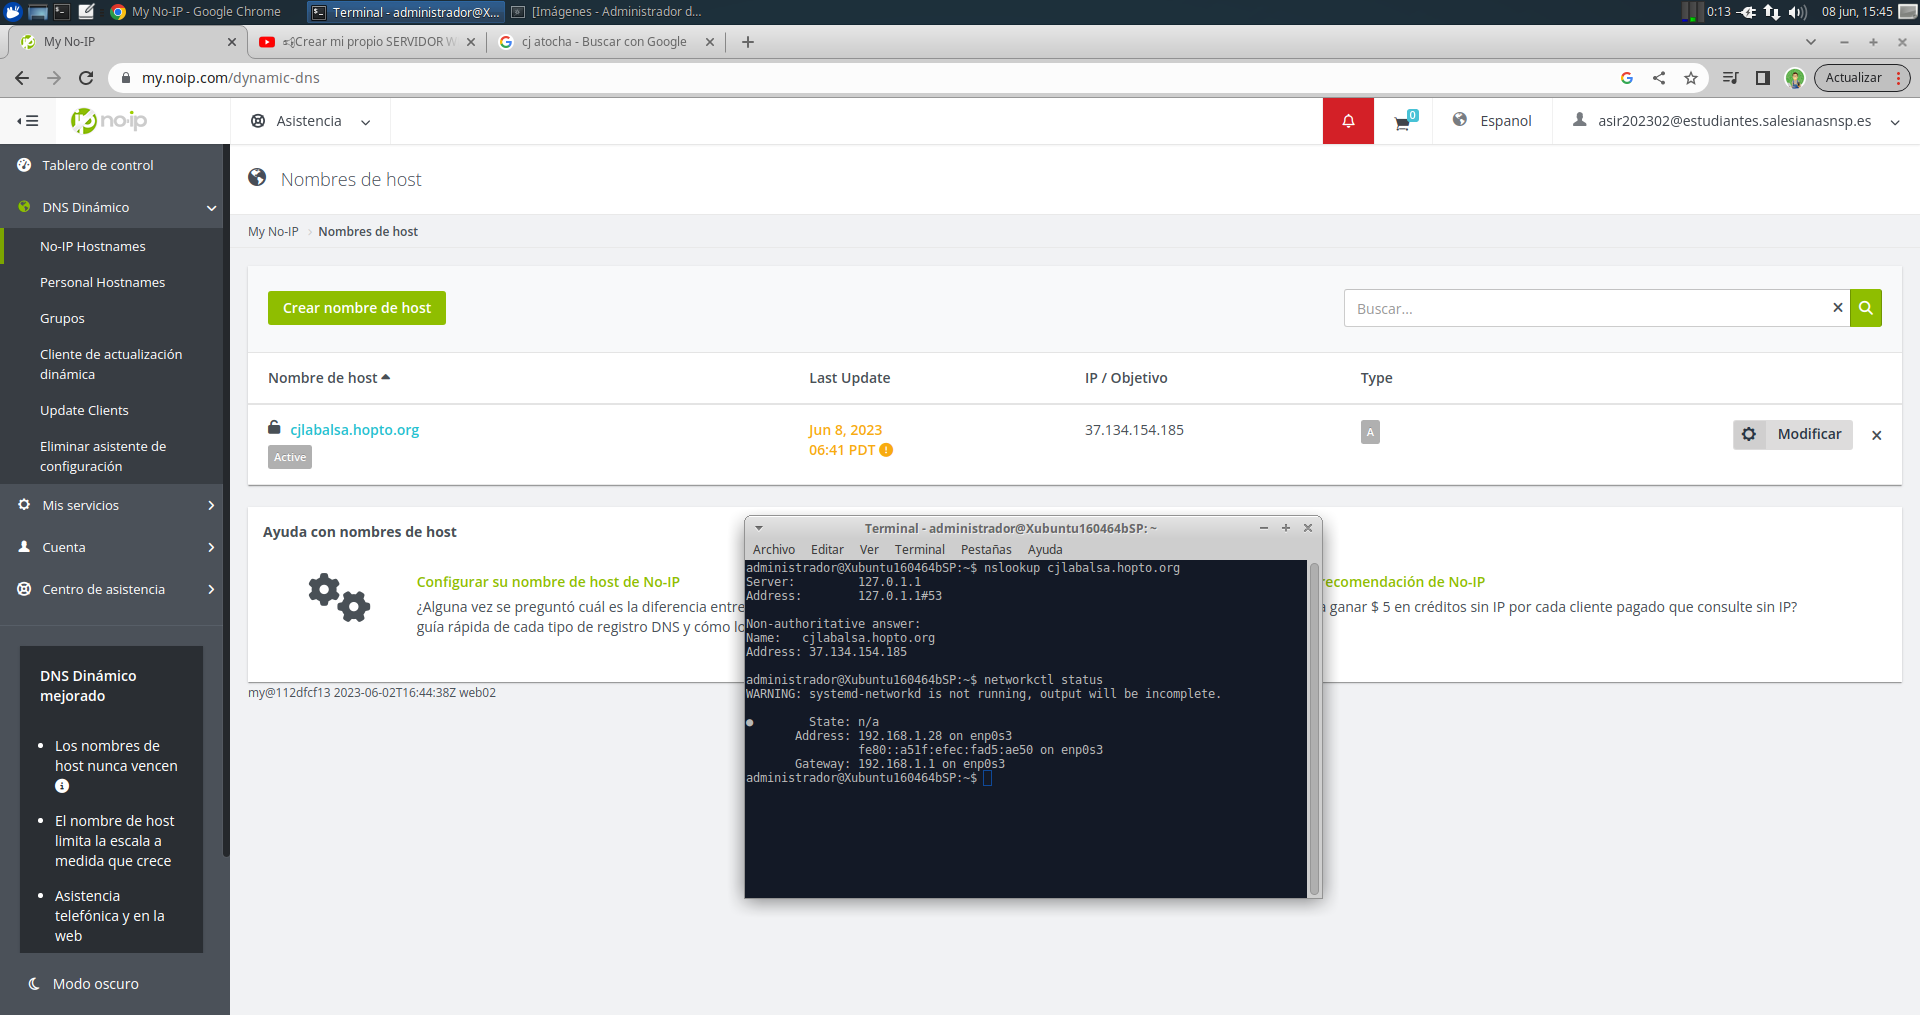 My No-IP - Google Chrome
Terminal - administrador@X...
[Imágenes - Administrador d...
0:13
08 jun, 15:45
My No-IP
Crear mi propio SERVIDOR W
cj atocha - Buscar con Google
my.noip.com/dynamic-dns
Actualizar
no-ip
Asistencia
0
Espanol
asir202302@estudiantes.salesianasnsp.es
Tablero de control
DNS Dinámico
No-IP Hostnames
Personal Hostnames
Grupos
Cliente de actualización
dinámica
Update Clients
Eliminar asistente de
configuración
Mis servicios
Cuenta
Centro de asistencia
DNS Dinámico
mejorado
Los nombres de
host nunca vencen
El nombre de host
limita la escala a
medida que crece
Asistencia
telefónica y en la
web
Modo oscuro
Nombres de host
My No-IP › Nombres de host
Crear nombre de host
Buscar...
Nombre de host
Last Update
IP / Objetivo
Type
cjlabalsa.hopto.org
Active
Jun 8, 2023
06:41 PDT
37.134.154.185
A
Modificar
Ayuda con nombres de host
Configurar su nombre de host de No-IP
¿Alguna vez se preguntó cuál es la diferencia entre
guía rápida de cada tipo de registro DNS y cómo lo
recomendación de No-IP
a ganar $ 5 en créditos sin IP por cada cliente pagado que consulte sin IP?
my@112dfcf13 2023-06-02T16:44:38Z web02
Terminal - administrador@Xubuntu160464bSP: ~
Archivo Editar Ver Terminal Pestañas Ayuda
administrador@Xubuntu160464bSP:~$ nslookup cjlabalsa.hopto.org
Server: 127.0.1.1
Address: 127.0.1.1#53
Non-authoritative answer:
Name: cjlabalsa.hopto.org
Address: 37.134.154.185
administrador@Xubuntu160464bSP:~$ networkctl status
WARNING: systemd-networkd is not running, output will be incomplete.
● State: n/a
Address: 192.168.1.28 on enp0s3
fe80::a51f:efec:fad5:ae50 on enp0s3
Gateway: 192.168.1.1 on enp0s3
administrador@Xubuntu160464bSP:~$